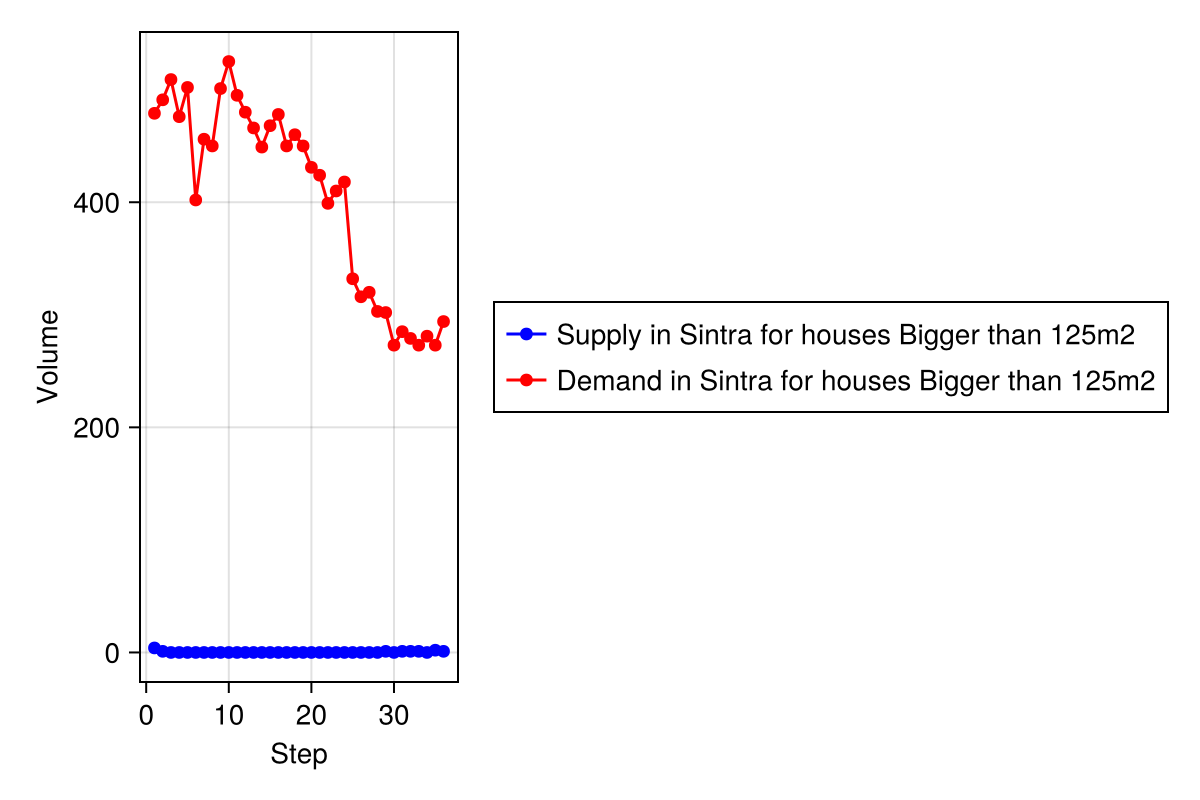 Volume
400
200
0
0 10 20 30
Step
Supply in Sintra for houses Bigger than 125m2
Demand in Sintra for houses Bigger than 125m2